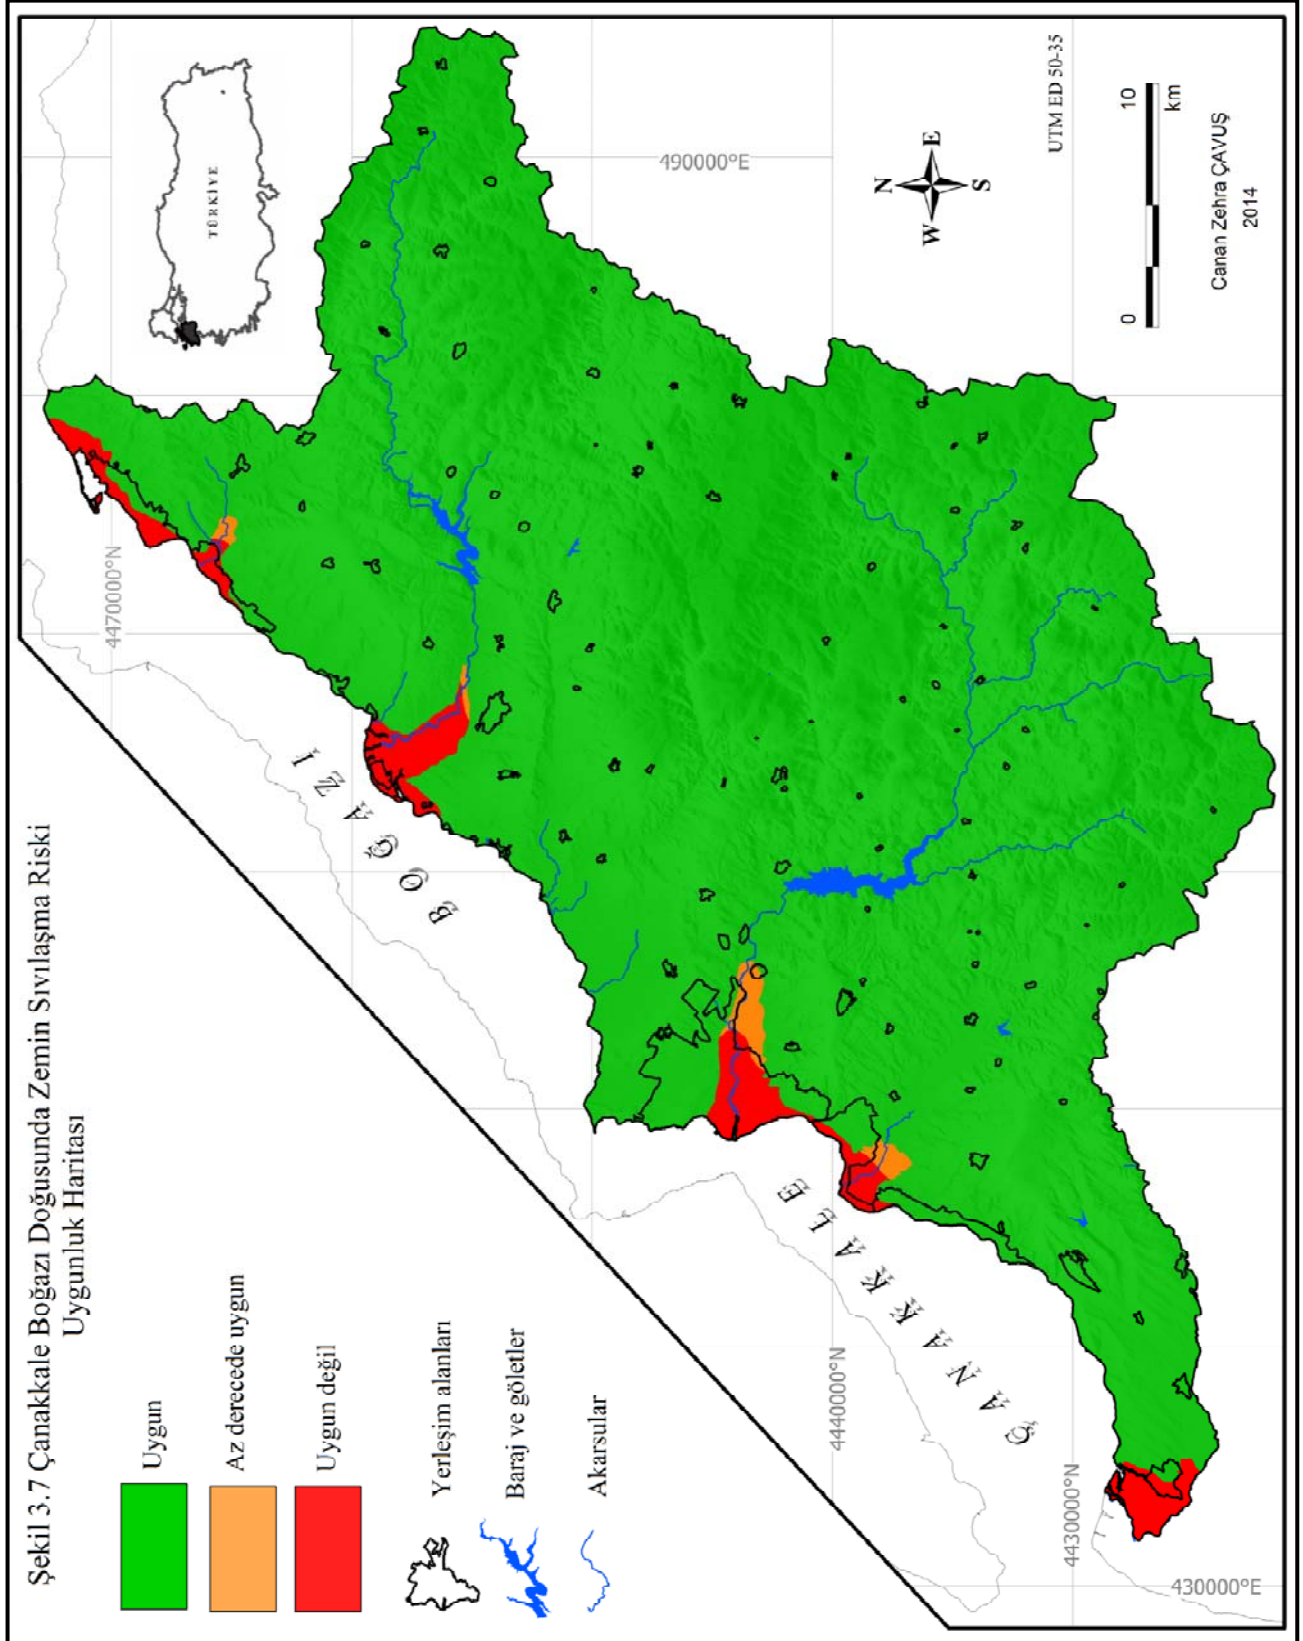 Şekil 3.7 Çanakkale Boğazı Doğusunda Zemin Sıvılaşma Riski
Uygunluk Haritası
Uygun
Az derecede uygun
Uygun değil
Yerleşim alanları
Baraj ve göletler
Akarsular
TÜRKİYE
ÇANAKKALE
BOĞAZI
4470000°N
4440000°N
4430000°N
490000°E
430000°E
N
W
E
S
UTM ED 50-35
0
10
km
Canan Zehra ÇAVUŞ
2014